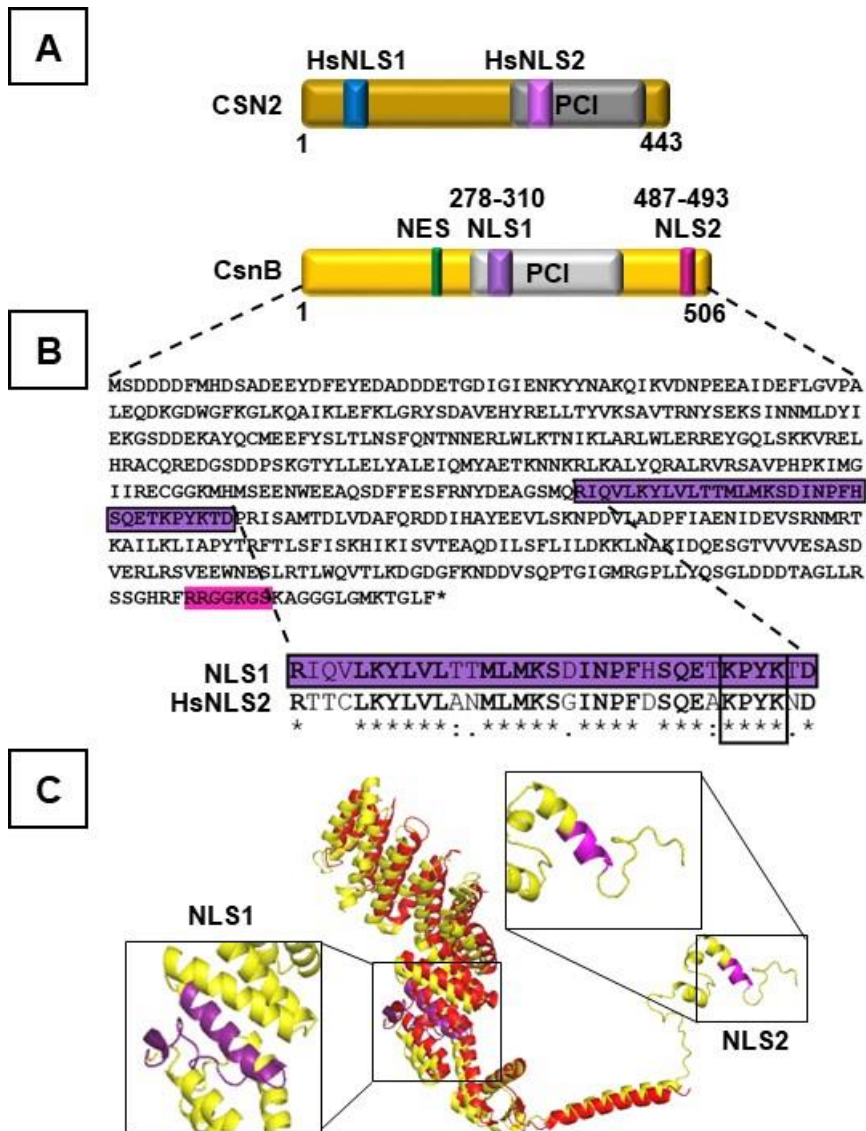 A
HsNLS1 HsNLS2
CSN2 PCI
1 443
278-310 487-493
NES NLS1 NLS2
CsnB PCI
1 506
B
MSDDDDFMHDSADEEYDFEYEDADDDETGDIGIENKYYNAKQIKVDNPEEAIDEFLGVPA
LEQDKGDWGFKGLKQAIKLEFKLGRYSDAVEHYRELLTYVKSAVTRNYSEKSINNMLDYI
EKGSDDEKAYQCMEEFYSLTLNSFQNTNNERLWLKTNIKLARLWLERREYGQLSKKVREL
HRACQREDGSDDPSKGTYLLELYALEIQMYAETKNNKRLKALYQRALRVRSAVPHPKIMG
IIRECGGKMHMSEENWEEAQSDFFESFRNYDEAGSMQRIQVLKYLVLTTMLMKSDINPFH
SQETKPYKTDPRISAMTDLVDAFQRDDIHAYEEVLSKNPDVLADPFIAENIDEVSRNMRT
KAILKLIAPYTRFTLSFISKHIKISVTEAQDILSFLILDKKLNAKIDQESGTVVVESASD
VERLRSVEEWNESLRTLWQVTLKDGDGFKNDDVSQPTGIGMRGPLLYQSGLDDDTAGLLR
SSGHRFRRGGKGSKAGGGLGMKTGLF*
NLS1 RIQVLKYLVLTTMLMKSDINPFHSQETKPYKTD
HsNLS2 RTTCLKYLVLANMLMKSGINPFDSQEAKPYKND
* ******:.*****.**** ***:****.*
C
NLS1
NLS2